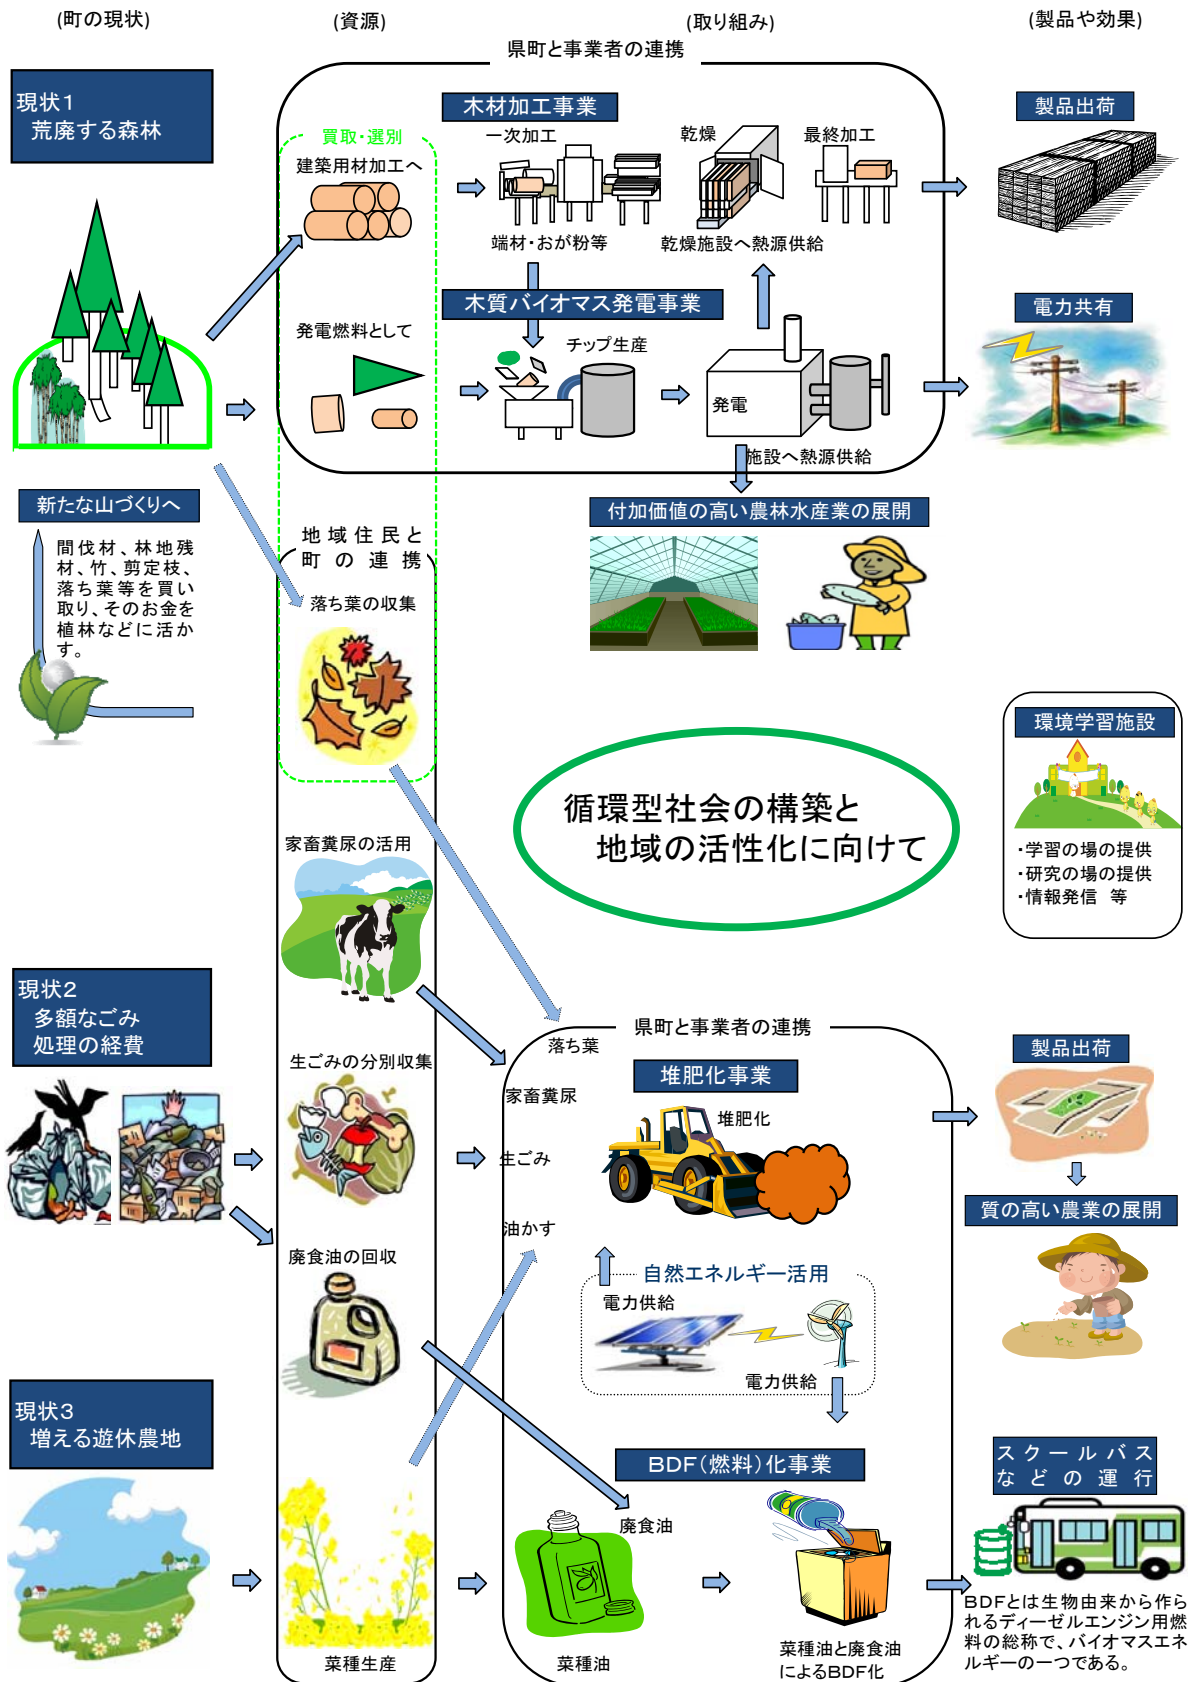 (町の現状)
(資源)
(取り組み)
(製品や効果)
県町と事業者の連携
現状1
荒廃する森林
買取・選別
建築用材加工へ
木材加工事業
一次加工
乾燥
最終加工
端材・おが粉等
乾燥施設へ熱源供給
製品出荷
木質バイオマス発電事業
発電燃料として
チップ生産
発電
施設へ熱源供給
電力共有
新たな山づくりへ
間伐材、林地残
材、竹、剪定枝、
落ち葉等を買い
取り、そのお金を
植林などに活か
す。
地域住民と
町の連携
落ち葉の収集
付加価値の高い農林水産業の展開
環境学習施設
・学習の場の提供
・研究の場の提供
・情報発信 等
循環型社会の構築と
地域の活性化に向けて
家畜糞尿の活用
現状2
多額なごみ
処理の経費
生ごみの分別収集
廃食油の回収
県町と事業者の連携
落ち葉
家畜糞尿
生ごみ
油かす
堆肥化事業
堆肥化
製品出荷
質の高い農業の展開
自然エネルギー活用
電力供給
電力供給
現状3
増える遊休農地
菜種生産
BDF(燃料)化事業
廃食油
菜種油
菜種油と廃食油
によるBDF化
スクールバス
などの運行
BDFとは生物由来から作ら
れるディーゼルエンジン用燃
料の総称で、バイオマスエネ
ルギーの一つである。